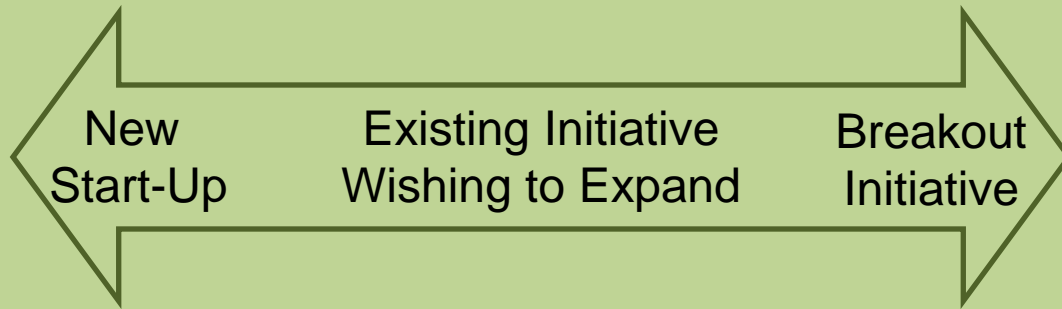 New
Start-Up
Existing Initiative
Wishing to Expand
Breakout
Initiative